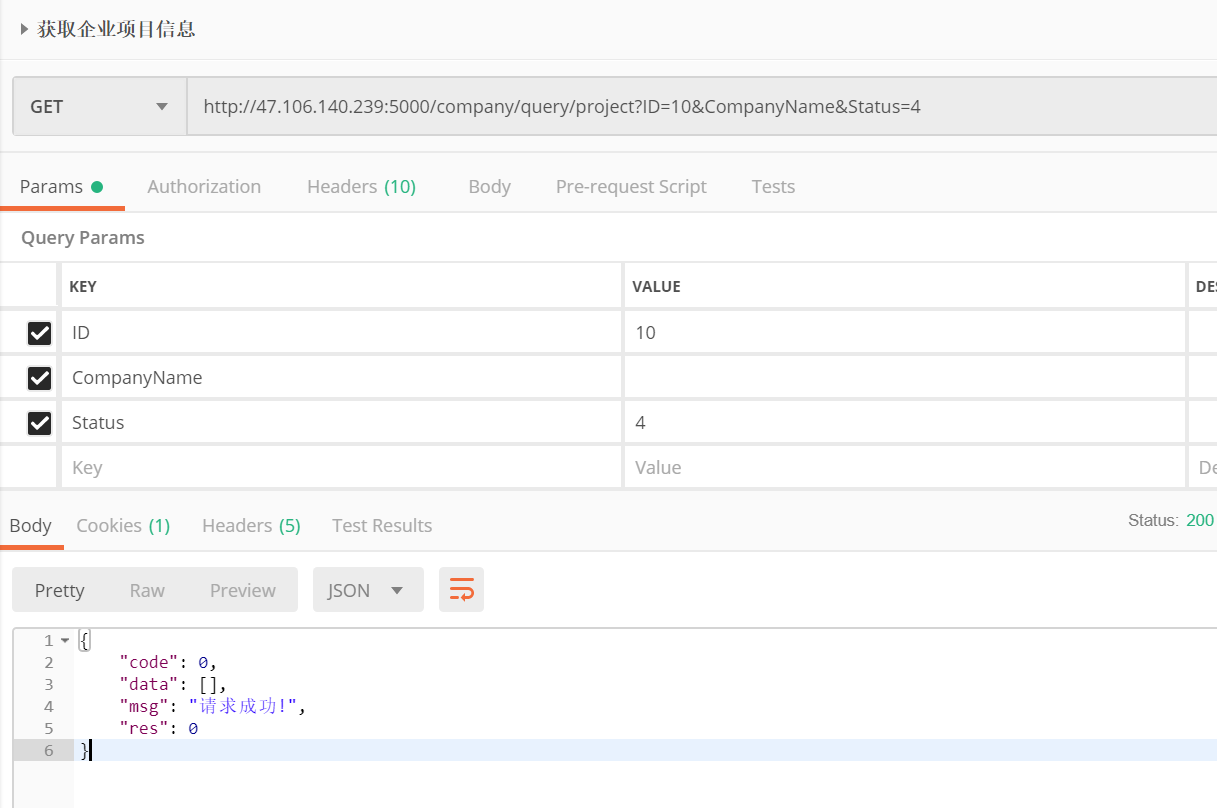 获取企业项目信息
GET http://47.106.140.239:5000/company/query/project?ID=10&CompanyName&Status=4
Params Authorization Headers (10) Body Pre-request Script Tests
Query Params
KEY VALUE DES
ID 10
CompanyName
Status 4
Key Value De
Body Cookies (1) Headers (5) Test Results Status: 200
Pretty Raw Preview JSON
1 {
2 "code": 0,
3 "data": [],
4 "msg": "请求成功!",
5 "res": 0
6 }